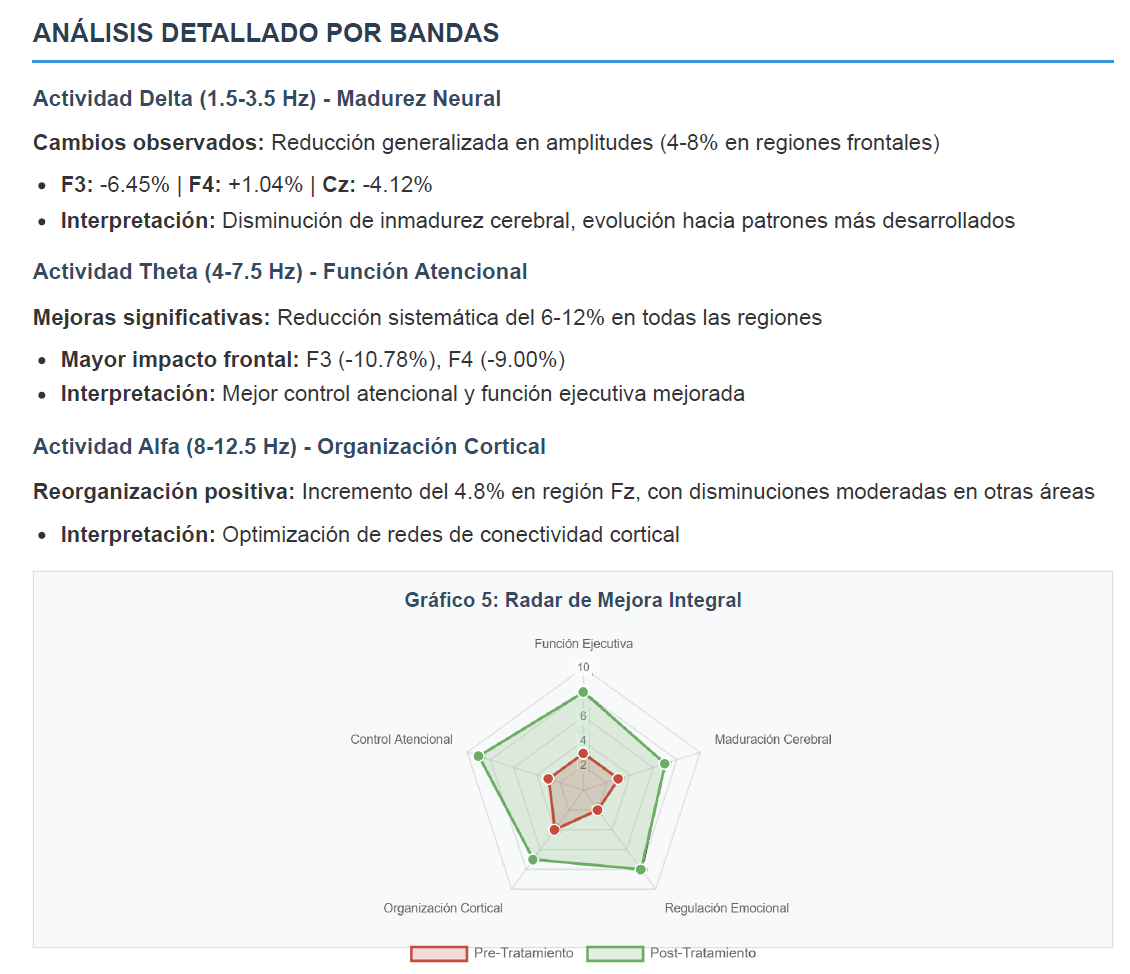 ANÁLISIS DETALLADO POR BANDAS
Actividad Delta (1.5-3.5 Hz) - Madurez Neural
Cambios observados: Reducción generalizada en amplitudes (4-8% en regiones frontales)
• F3: -6.45% | F4: +1.04% | Cz: -4.12%
• Interpretación: Disminución de inmadurez cerebral, evolución hacia patrones más desarrollados
Actividad Theta (4-7.5 Hz) - Función Atencional
Mejoras significativas: Reducción sistemática del 6-12% en todas las regiones
• Mayor impacto frontal: F3 (-10.78%), F4 (-9.00%)
• Interpretación: Mejor control atencional y función ejecutiva mejorada
Actividad Alfa (8-12.5 Hz) - Organización Cortical
Reorganización positiva: Incremento del 4.8% en región Fz, con disminuciones moderadas en otras áreas
• Interpretación: Optimización de redes de conectividad cortical
Gráfico 5: Radar de Mejora Integral
Función Ejecutiva
10
6
4
2
Control Atencional
Maduración Cerebral
Organización Cortical
Regulación Emocional
Pre-Tratamiento
Post-Tratamiento